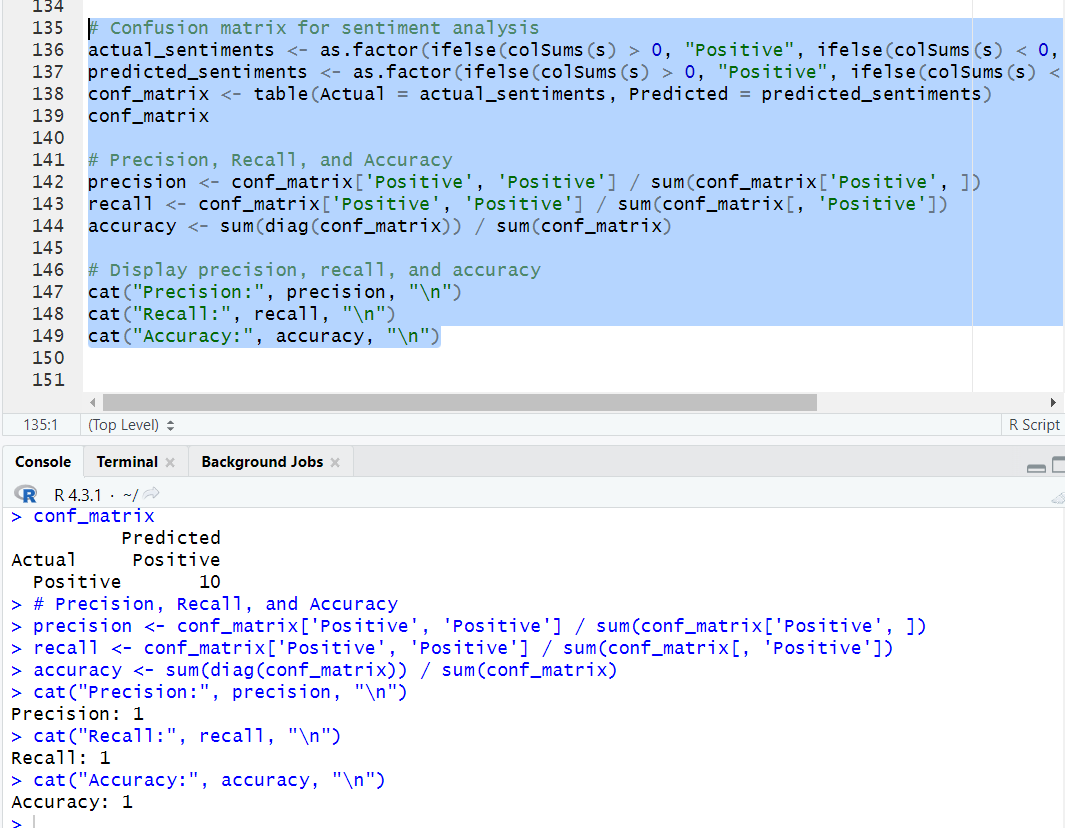 134
135 # Confusion matrix for sentiment analysis
136 actual_sentiments <- as.factor(ifelse(colSums(s) > 0, "Positive", ifelse(colSums(s) < 0,
137 predicted_sentiments <- as.factor(ifelse(colSums(s) > 0, "Positive", ifelse(colSums(s) <
138 conf_matrix <- table(Actual = actual_sentiments, Predicted = predicted_sentiments)
139 conf_matrix
140
141 # Precision, Recall, and Accuracy
142 precision <- conf_matrix['Positive', 'Positive'] / sum(conf_matrix['Positive', ])
143 recall <- conf_matrix['Positive', 'Positive'] / sum(conf_matrix[, 'Positive'])
144 accuracy <- sum(diag(conf_matrix)) / sum(conf_matrix)
145
146 # Display precision, recall, and accuracy
147 cat("Precision:", precision, "\n")
148 cat("Recall:", recall, "\n")
149 cat("Accuracy:", accuracy, "\n")
150
151
135:1 (Top Level) R Script
Console Terminal Background Jobs
R R 4.3.1 · ~/
> conf_matrix
Predicted
Actual Positive
Positive 10
> # Precision, Recall, and Accuracy
> precision <- conf_matrix['Positive', 'Positive'] / sum(conf_matrix['Positive', ])
> recall <- conf_matrix['Positive', 'Positive'] / sum(conf_matrix[, 'Positive'])
> accuracy <- sum(diag(conf_matrix)) / sum(conf_matrix)
> cat("Precision:", precision, "\n")
Precision: 1
> cat("Recall:", recall, "\n")
Recall: 1
> cat("Accuracy:", accuracy, "\n")
Accuracy: 1
>